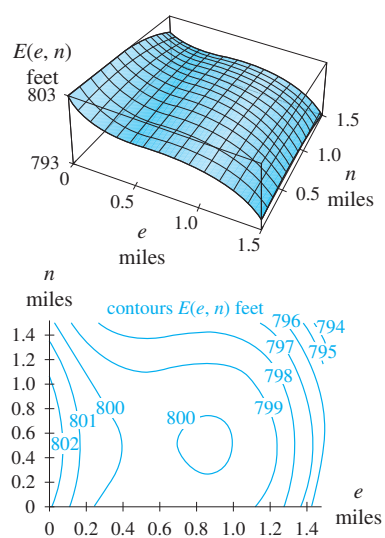 E(e, n)
feet
803
793
0
0.5
1.0
1.5
e
miles
0.5
1.0
1.5
n
miles
n
miles
contours E(e, n) feet
796
794
797
795
1.4
1.2
1.0
0.8
0.6
0.4
0.2
0
798
800
799
801
800
802
e
miles
0 0.2 0.4 0.6 0.8 1.0 1.2 1.4